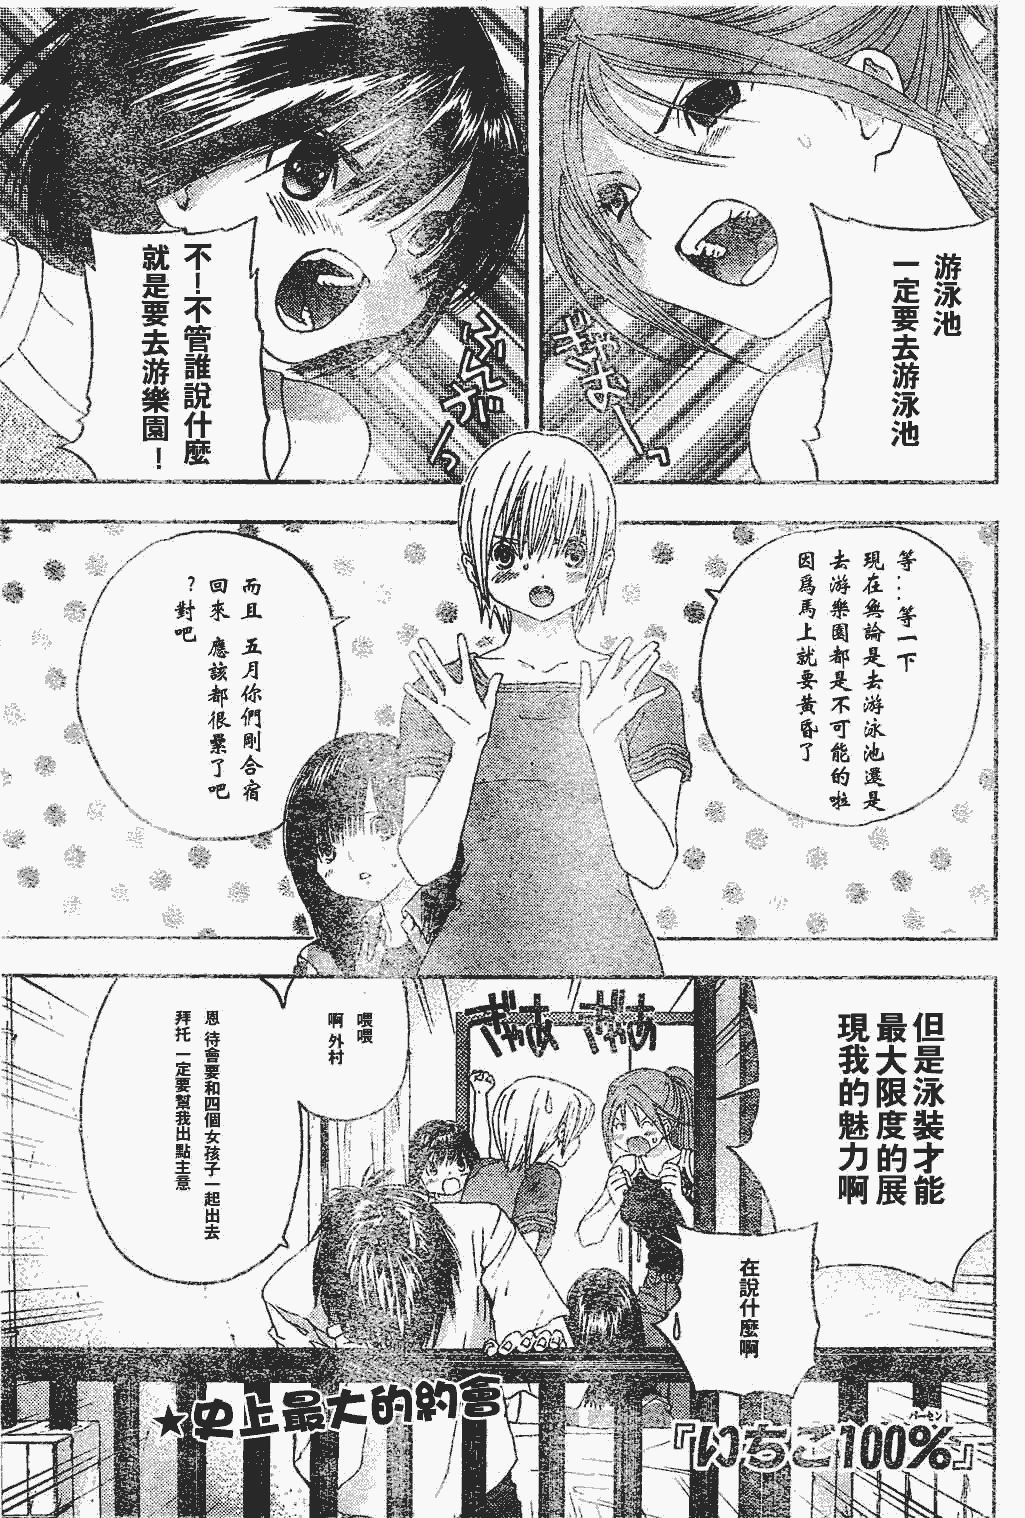 游泳池
一定要去游泳池
ぎゃおーっ
不！不管誰說什麼
就是要去游樂園！
ふんぎーっ
等…等一下
現在無論是去游泳池還是
去游樂園都是不可能的啦
因爲馬上就要黃昏了
而且 五月你們剛合宿
回來 應該都很累了吧
?對吧
但是泳裝才能
最大限度的展
現我的魅力啊
ぎゃあ
ぎゃあ
在說什麼啊
喂喂
啊 外村
恩 待會要和四個女孩子一起出去
拜托 一定要幫我出點主意
★史上最大的約會
パーセント
『いちご100%』